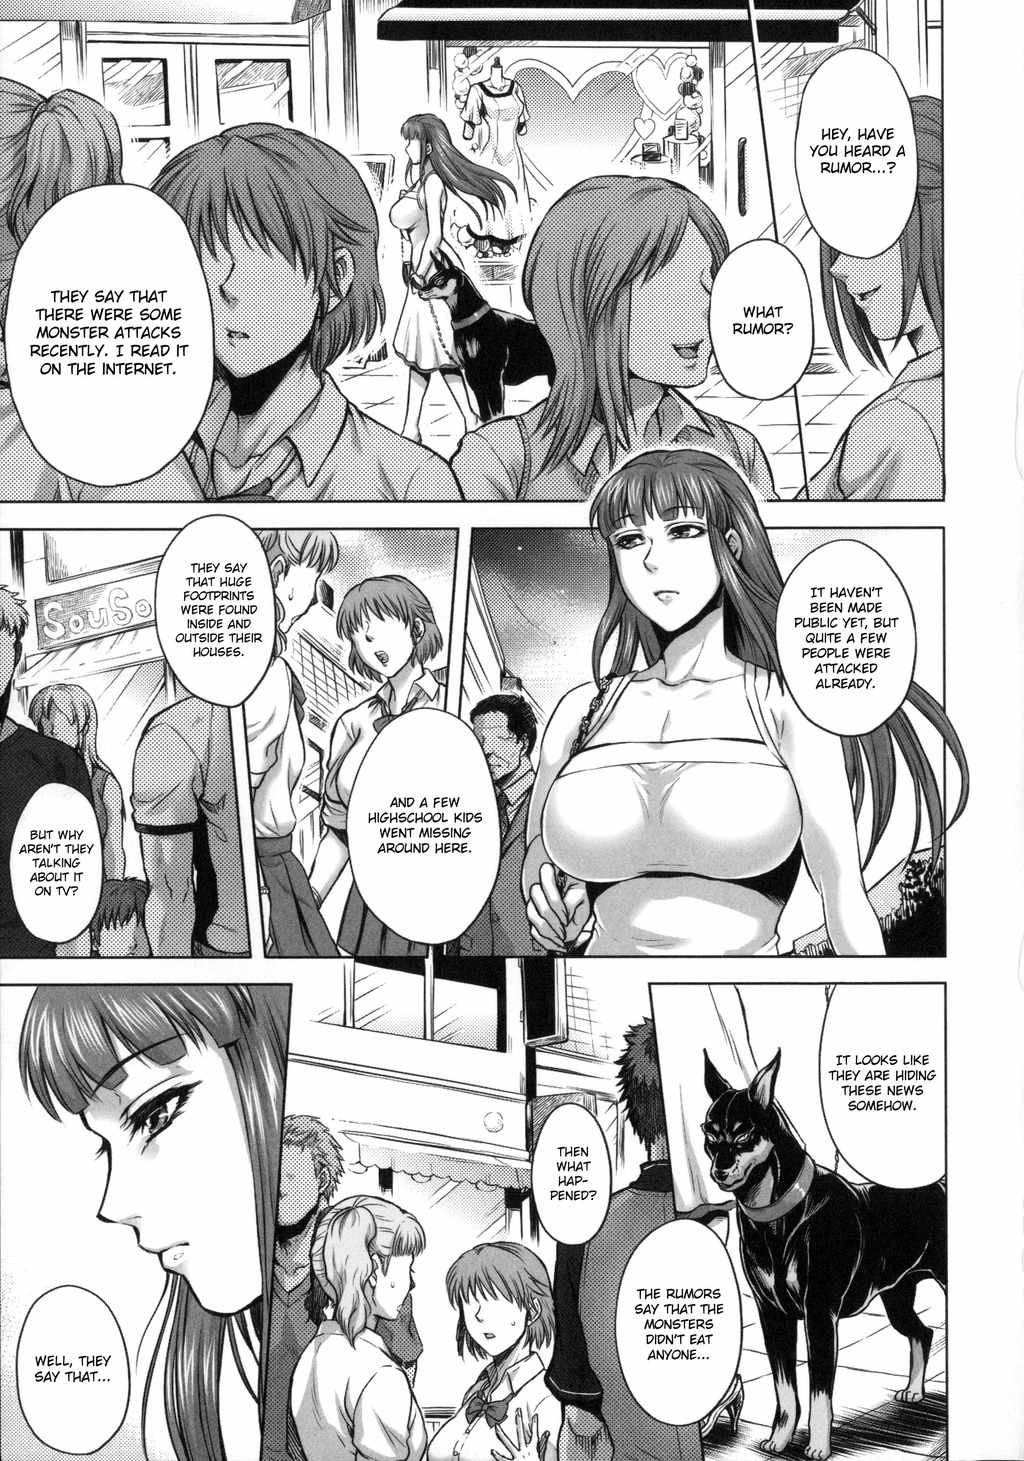 HEY, HAVE
YOU HEARD A
RUMOR...?
WHAT
RUMOR?
THEY SAY THAT
THERE WERE SOME
MONSTER ATTACKS
RECENTLY. I READ IT
ON THE INTERNET.
IT HAVEN'T
BEEN MADE
PUBLIC YET, BUT
QUITE A FEW
PEOPLE WERE
ATTACKED
ALREADY.
THEY SAY
THAT HUGE
FOOTPRINTS
WERE FOUND
INSIDE AND
OUTSIDE THEIR
HOUSES.
AND A FEW
HIGHSCHOOL KIDS
WENT MISSING
AROUND HERE.
SouSo
BUT WHY
AREN'T THEY
TALKING
ABOUT IT
ON TV?
IT LOOKS LIKE
THEY ARE HIDING
THESE NEWS
SOMEHOW.
THEN
WHAT
HAP-
PENED?
THE RUMORS
SAY THAT THE
MONSTERS
DIDN'T EAT
ANYONE...
WELL, THEY
SAY THAT...